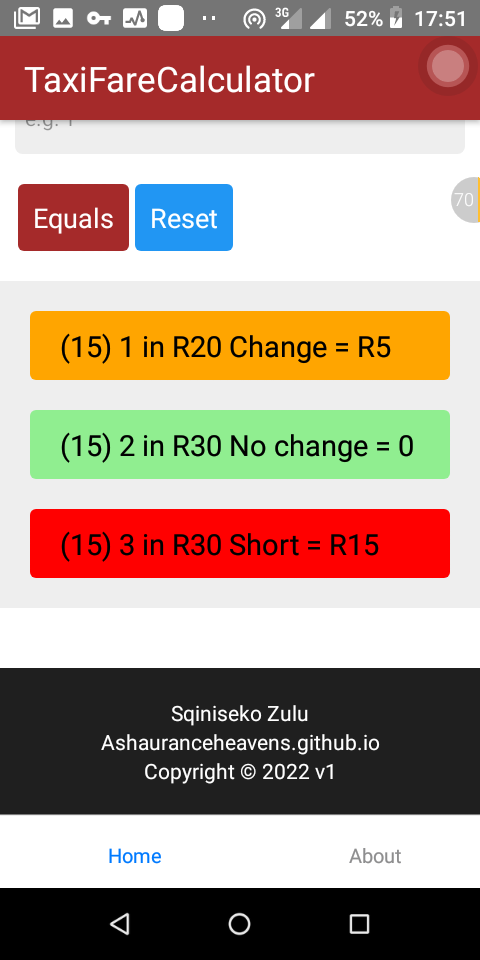 3G 52% 17:51
TaxiFareCalculator
e.g. 1
70
Equals Reset
(15) 1 in R20 Change = R5
(15) 2 in R30 No change = 0
(15) 3 in R30 Short = R15
Sqiniseko Zulu
Ashauranceheavens.github.io
Copyright © 2022 v1
Home About